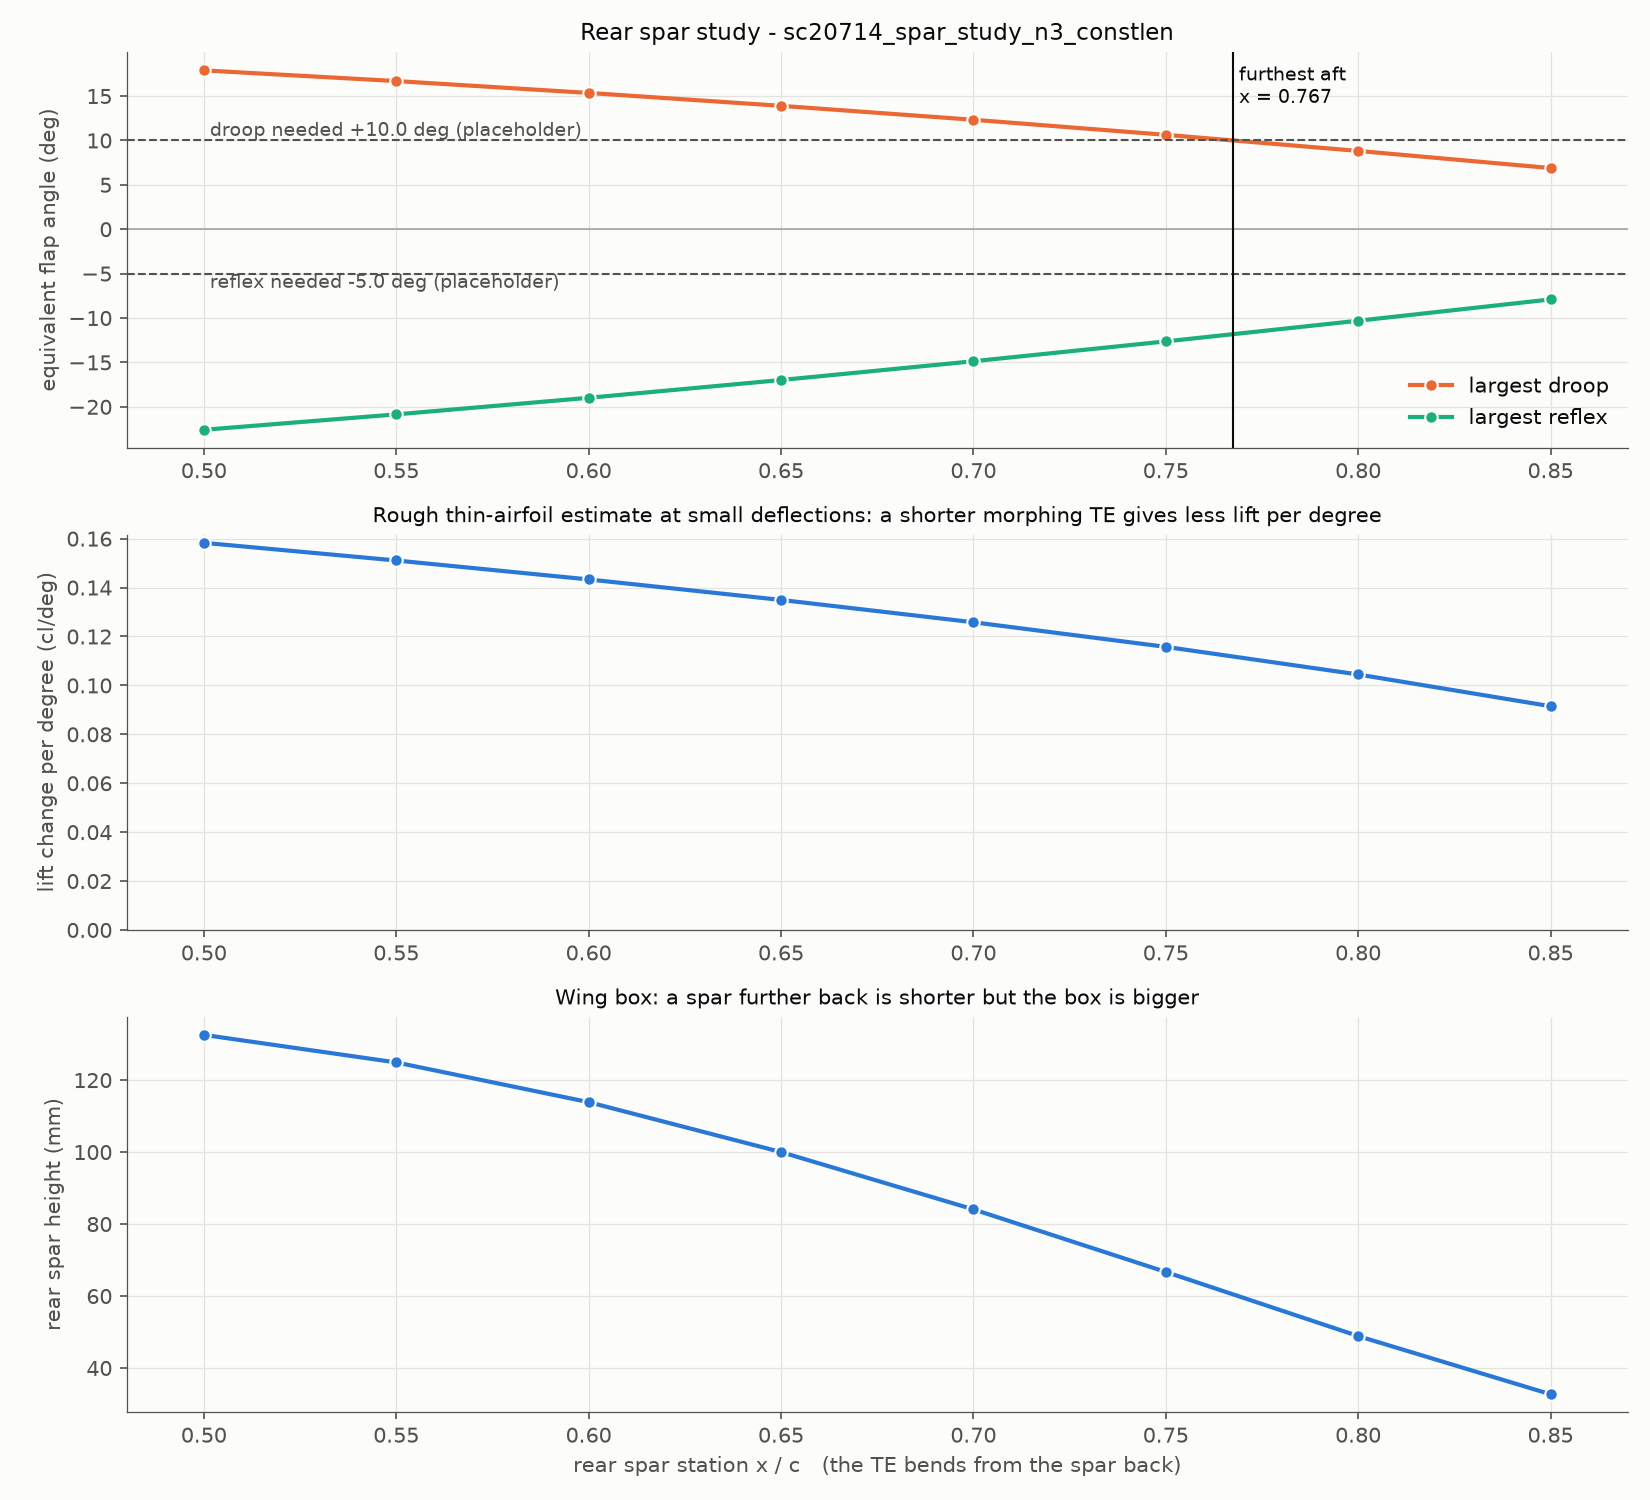 Rear spar study - sc20714_spar_study_n3_constlen
equivalent flap angle (deg)
15
10
5
0
−5
−10
−15
−20
furthest aft
x = 0.767
droop needed +10.0 deg (placeholder)
reflex needed -5.0 deg (placeholder)
largest droop
largest reflex
0.50 0.55 0.60 0.65 0.70 0.75 0.80 0.85
Rough thin-airfoil estimate at small deflections: a shorter morphing TE gives less lift per degree
lift change per degree (cl/deg)
0.16
0.14
0.12
0.10
0.08
0.06
0.04
0.02
0.00
0.50 0.55 0.60 0.65 0.70 0.75 0.80 0.85
Wing box: a spar further back is shorter but the box is bigger
rear spar height (mm)
120
100
80
60
40
0.50 0.55 0.60 0.65 0.70 0.75 0.80 0.85
rear spar station x / c (the TE bends from the spar back)